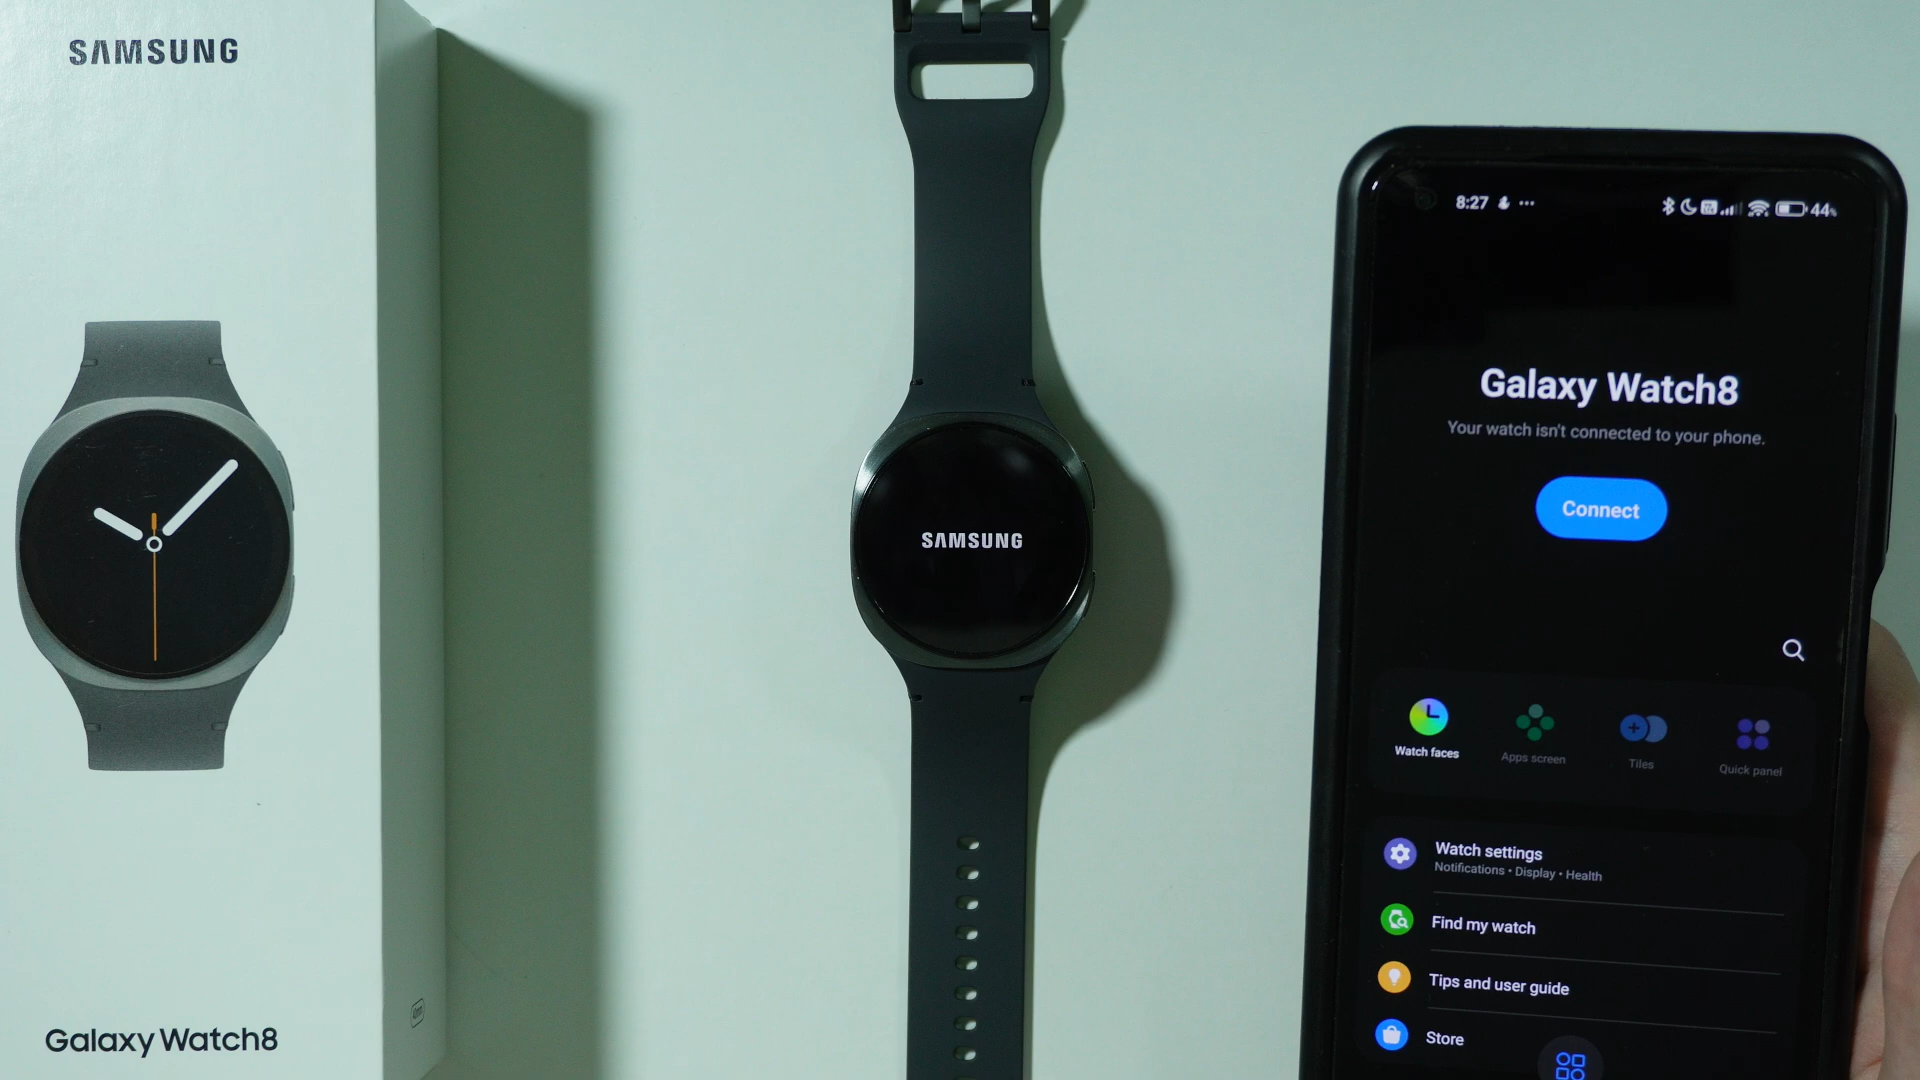 SAMSUNG
Galaxy Watch8
SAMSUNG
8:27
44%
Galaxy Watch8
Your watch isn't connected to your phone.
Connect
Watch faces
Apps screen
Tiles
Quick panel
Watch settings
Notifications • Display • Health
Find my watch
Tips and user guide
Store